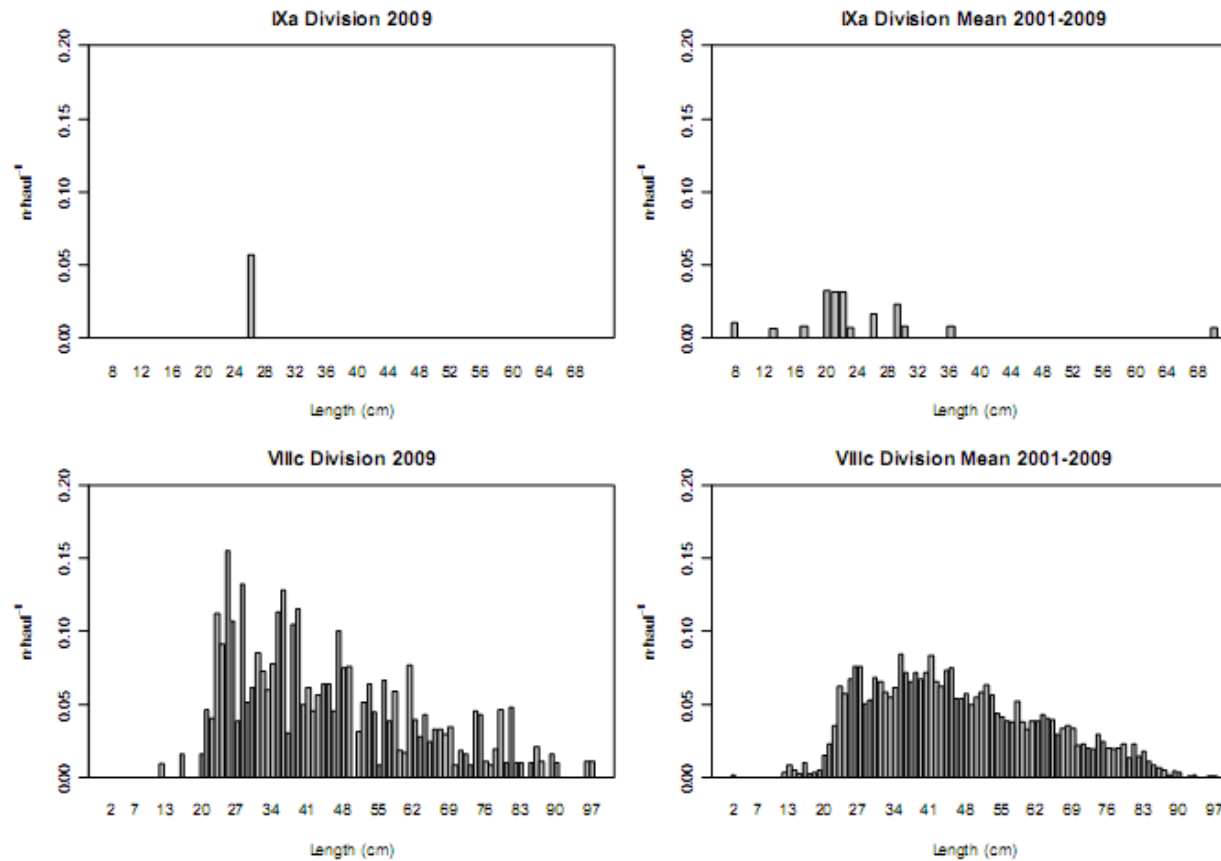 IXa Division 2009
0.20
0.15
0.10
0.05
0.00
n·haul⁻¹
8 12 16 20 24 28 32 36 40 44 48 52 56 60 64 68
Length (cm)
IXa Division Mean 2001-2009
0.20
0.15
0.10
0.05
0.00
n·haul⁻¹
8 12 16 20 24 28 32 36 40 44 48 52 56 60 64 68
Length (cm)
VIIIc Division 2009
0.20
0.15
0.10
0.05
0.00
n·haul⁻¹
2 7 13 20 27 34 41 48 55 62 69 76 83 90 97
Length (cm)
VIIIc Division Mean 2001-2009
0.20
0.15
0.10
0.05
0.00
n·haul⁻¹
2 7 13 20 27 34 41 48 55 62 69 76 83 90 97
Length (cm)